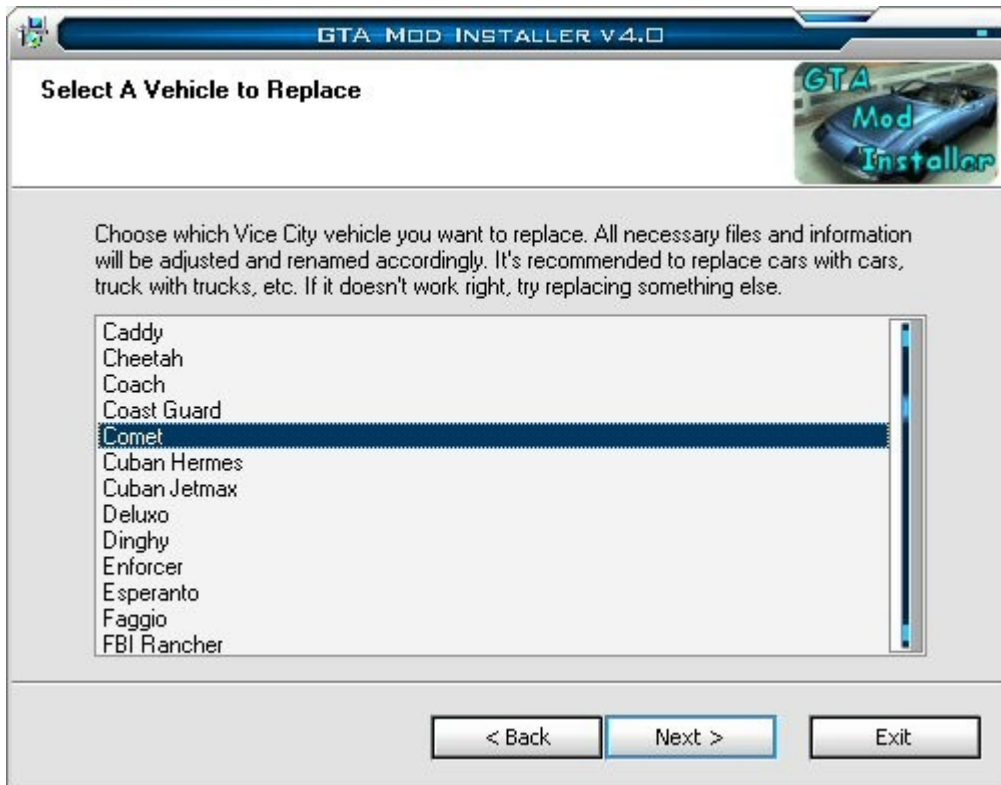 GTA Mod Installer v4.0
Select A Vehicle to Replace
GTA
Mod
Installer
Choose which Vice City vehicle you want to replace. All necessary files and information
will be adjusted and renamed accordingly. It's recommended to replace cars with cars,
truck with trucks, etc. If it doesn't work right, try replacing something else.
Caddy
Cheetah
Coach
Coast Guard
Comet
Cuban Hermes
Cuban Jetmax
Deluxo
Dinghy
Enforcer
Esperanto
Faggio
FBI Rancher
< Back
Next >
Exit